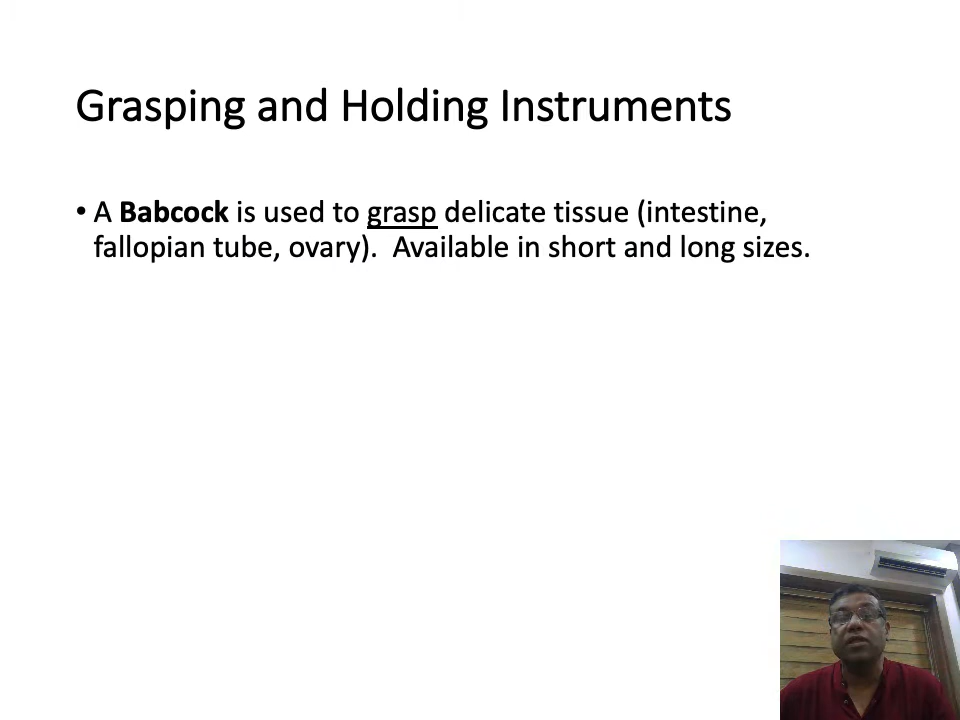 Grasping and Holding Instruments
• A Babcock is used to grasp delicate tissue (intestine,
fallopian tube, ovary).  Available in short and long sizes.